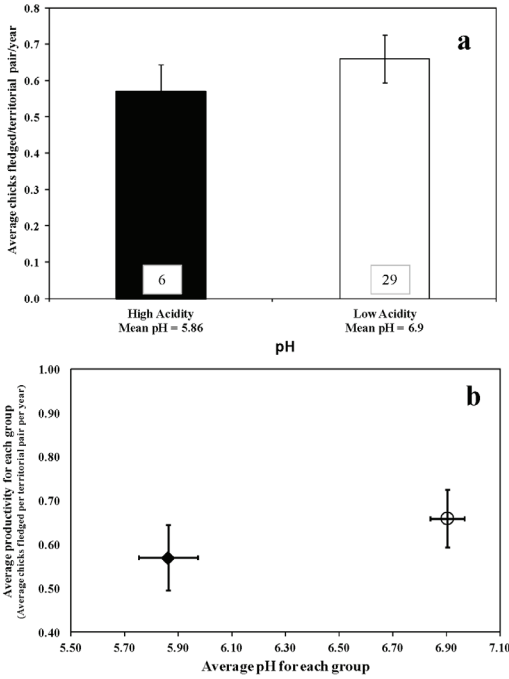 0.8
0.7
0.6
0.5
0.4
0.3
0.2
0.1
0.0
Average chicks fledged/territorial pair/year
a
6
29
High Acidity
Mean pH = 5.86
Low Acidity
Mean pH = 6.9
pH
1.00
0.90
0.80
0.70
0.60
0.50
0.40
Average productivity for each group
(Average chicks fledged per territorial pair per year)
b
5.50 5.70 5.90 6.10 6.30 6.50 6.70 6.90 7.10
Average pH for each group